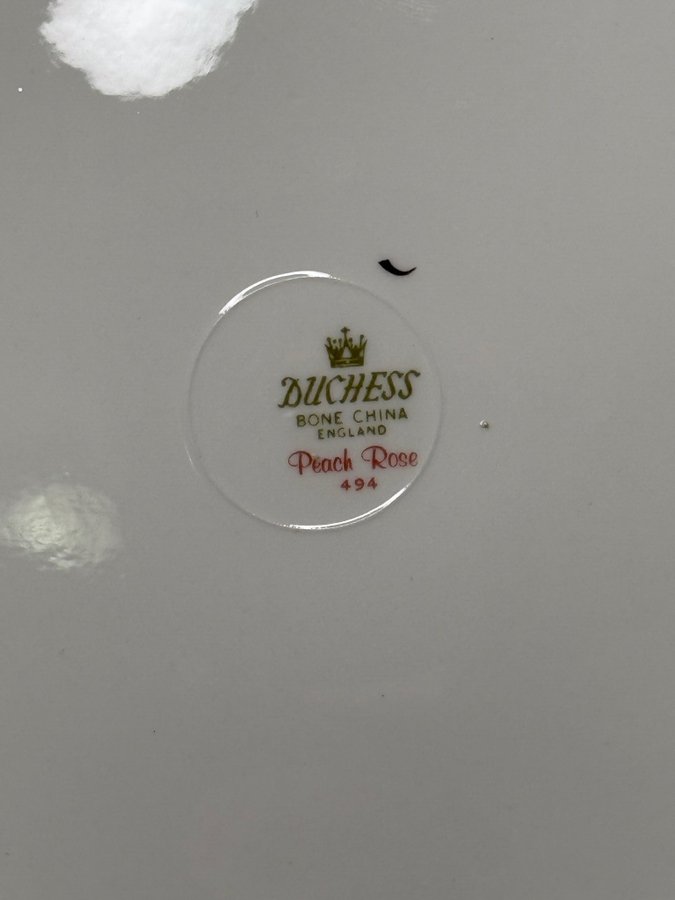 DUCHESS
BONE CHINA
ENGLAND
Peach Rose
494